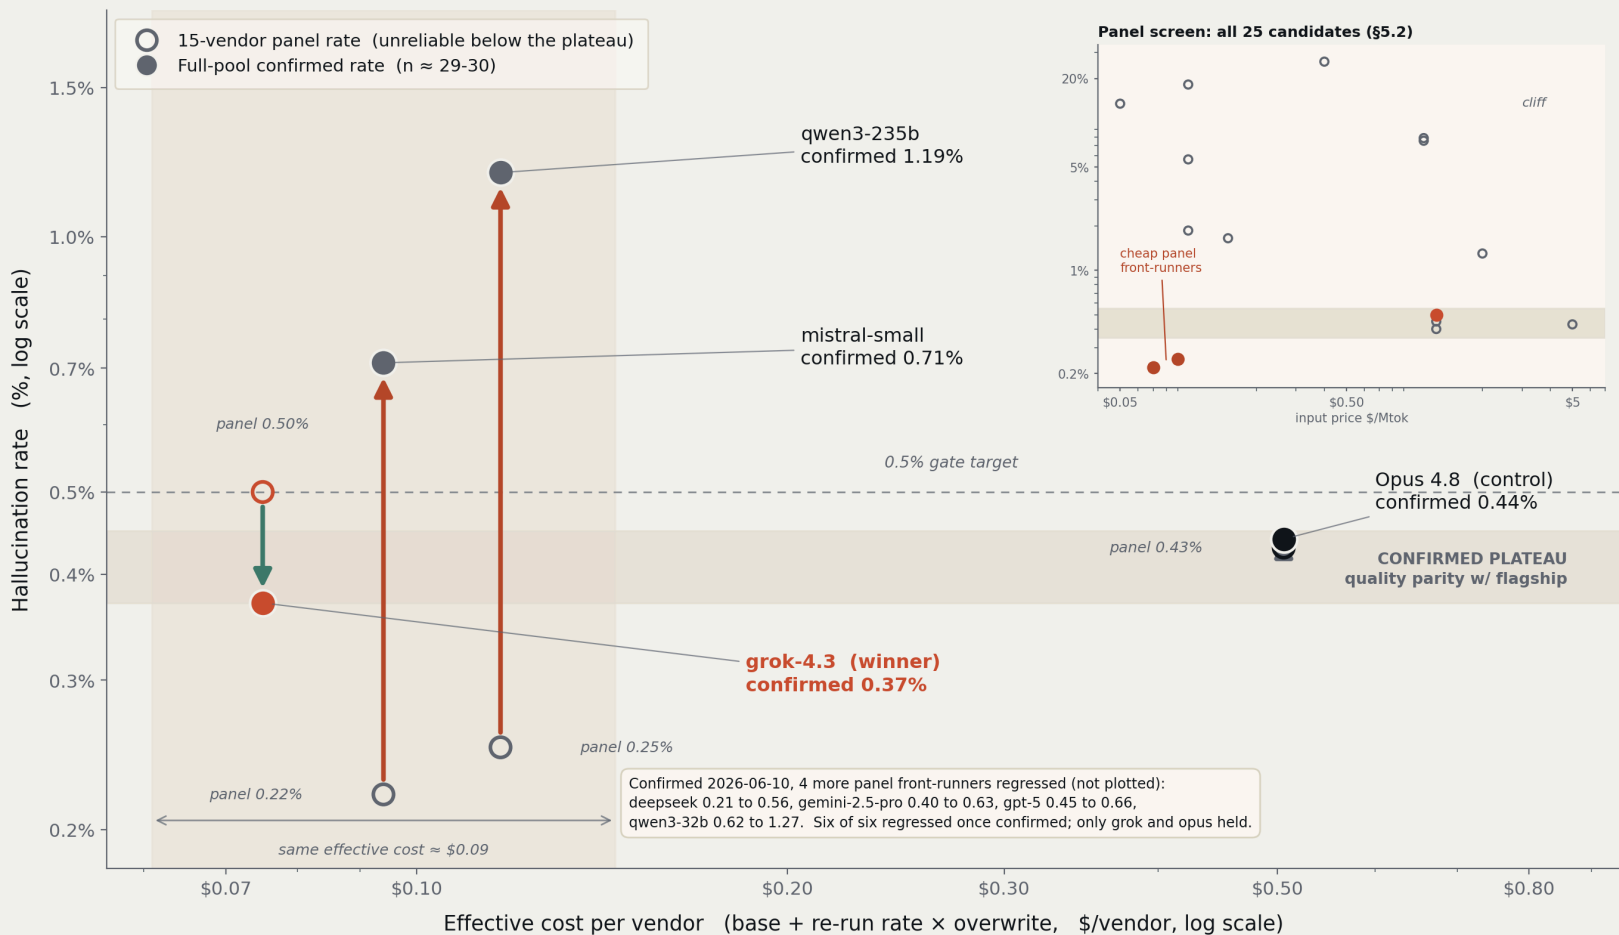 15-vendor panel rate (unreliable below the plateau)
Full-pool confirmed rate (n ≈ 29-30)
Panel screen: all 25 candidates (§5.2)
20%
5%
1%
0.2%
cliff
cheap panel
front-runners
$0.05
$0.50
$5
input price $/Mtok
Hallucination rate (%, log scale)
1.5%
1.0%
0.7%
0.5%
0.4%
0.3%
0.2%
qwen3-235b
confirmed 1.19%
mistral-small
confirmed 0.71%
panel 0.50%
0.5% gate target
Opus 4.8 (control)
confirmed 0.44%
panel 0.43%
CONFIRMED PLATEAU
quality parity w/ flagship
grok-4.3 (winner)
confirmed 0.37%
panel 0.25%
panel 0.22%
Confirmed 2026-06-10, 4 more panel front-runners regressed (not plotted):
deepseek 0.21 to 0.56, gemini-2.5-pro 0.40 to 0.63, gpt-5 0.45 to 0.66,
qwen3-32b 0.62 to 1.27. Six of six regressed once confirmed; only grok and opus held.
same effective cost ≈ $0.09
$0.07
$0.10
$0.20
$0.30
$0.50
$0.80
Effective cost per vendor (base + re-run rate × overwrite, $/vendor, log scale)